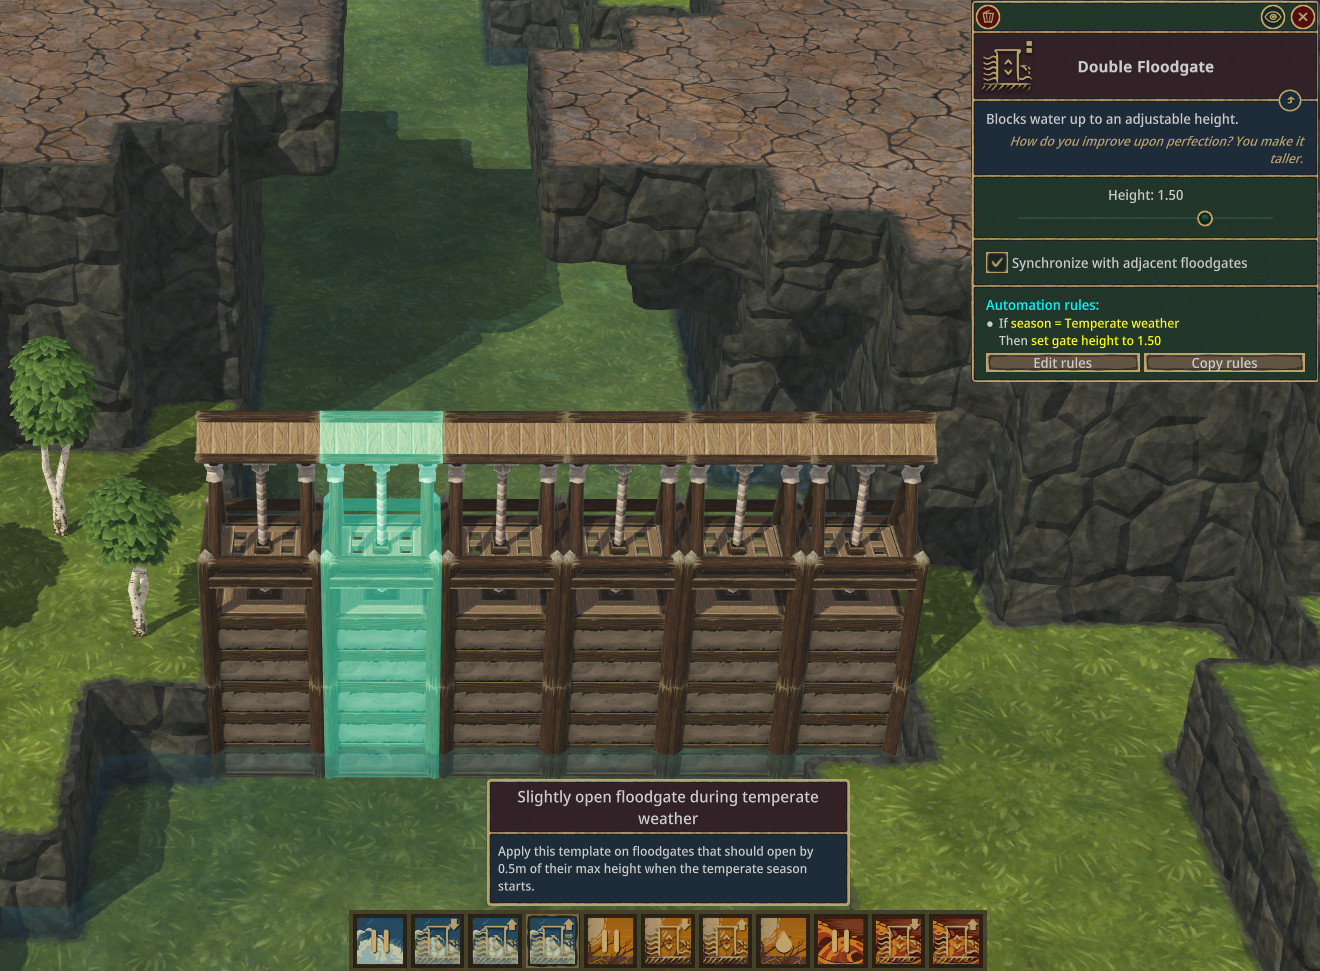 Double Floodgate
Blocks water up to an adjustable height.
How do you improve upon perfection? You make it
taller.
Height: 1.50
Synchronize with adjacent floodgates
Automation rules:
● If season = Temperate weather
Then set gate height to 1.50
Edit rules
Copy rules
Slightly open floodgate during temperate
weather
Apply this template on floodgates that should open by
0.5m of their max height when the temperate season
starts.